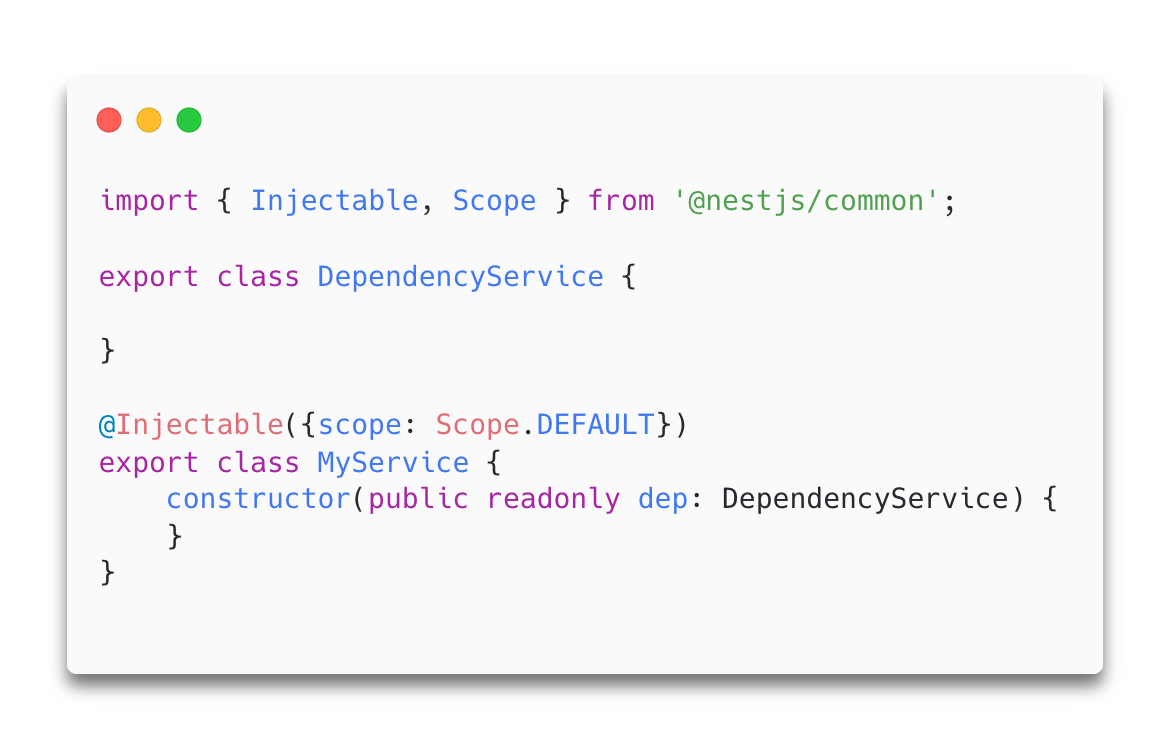 import { Injectable, Scope } from '@nestjs/common';
export class DependencyService {
}
@Injectable({scope: Scope.DEFAULT})
export class MyService {
    constructor(public readonly dep: DependencyService) {
    }
}